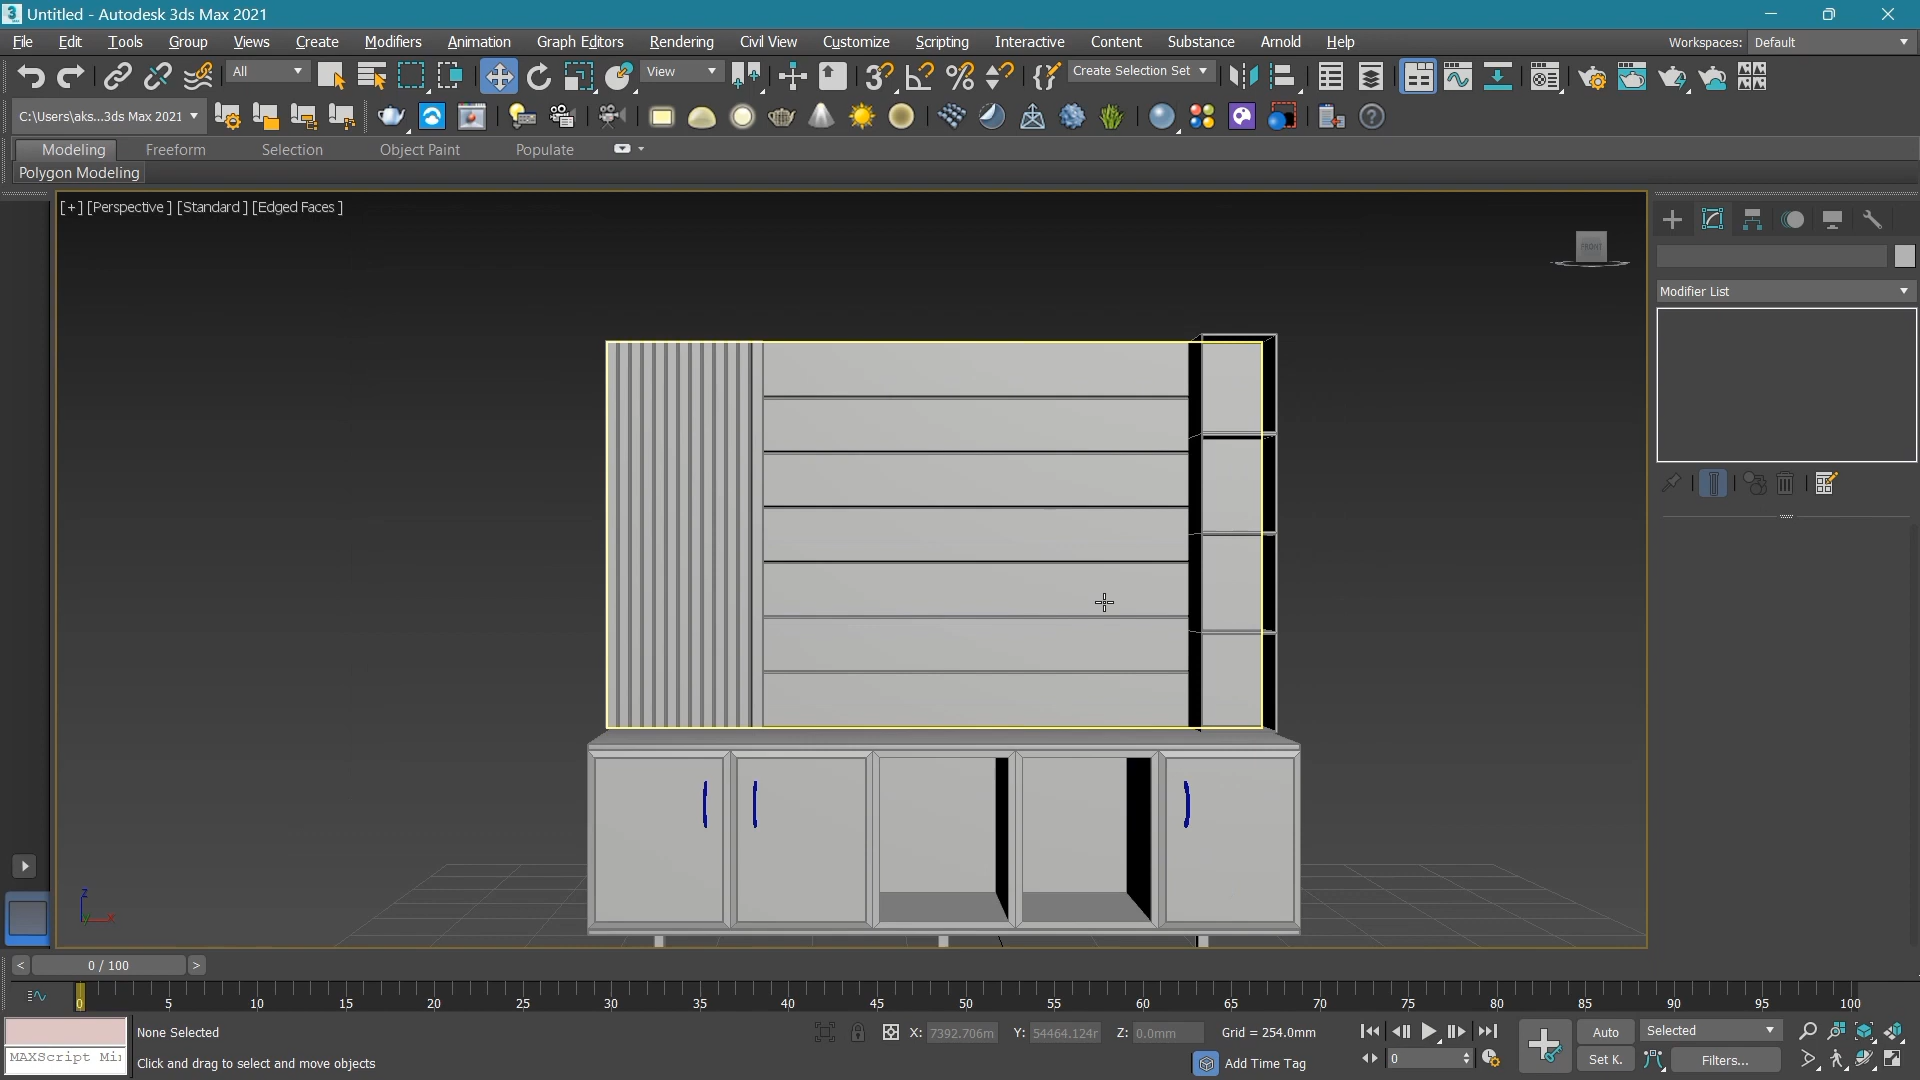 Untitled - Autodesk 3ds Max 2021
File Edit Tools Group Views Create Modifiers Animation Graph Editors Rendering Civil View Customize Scripting Interactive Content Substance Arnold Help Workspaces: Default
All View Create Selection Set
C:\Users\aks...3ds Max 2021
Modeling Freeform Selection Object Paint Populate
Polygon Modeling
[+] [Perspective ] [Standard ] [Edged Faces ]
FRONT
Modifier List
z
x
0 / 100
0 5 10 15 20 25 30 35 40 45 50 55 60 65 70 75 80 85 90 95 100
None Selected X: 7392.706m Y: 54464.124r Z: 0.0mm Grid = 254.0mm Auto Selected
MAXScript Mi
Click and drag to select and move objects Add Time Tag 0 Set K. Filters...